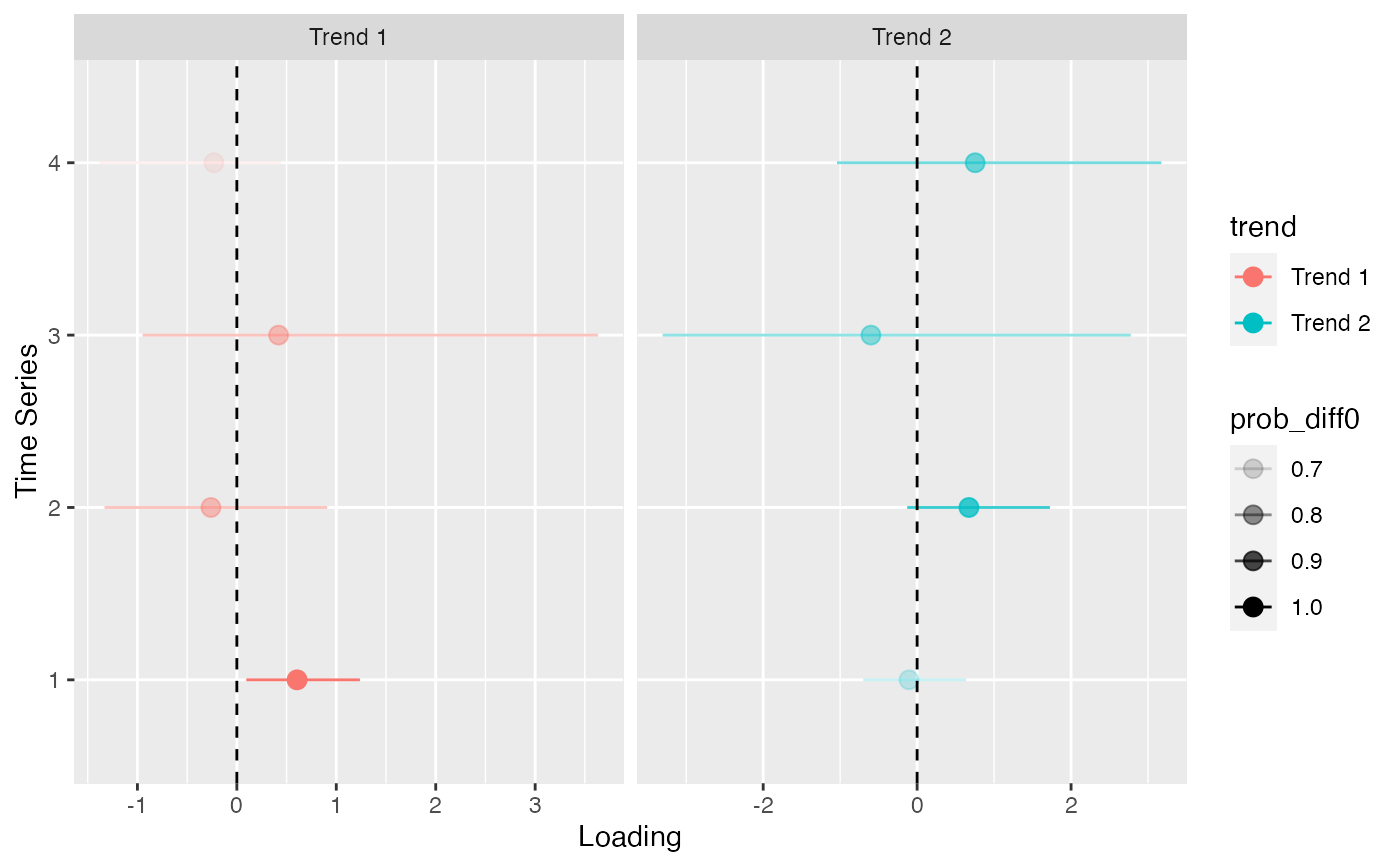 Trend 1
Trend 2
Time Series
4
3
2
1
-1 0 1 2 3
-2 0 2
Loading
trend
Trend 1
Trend 2
prob_diff0
0.7
0.8
0.9
1.0